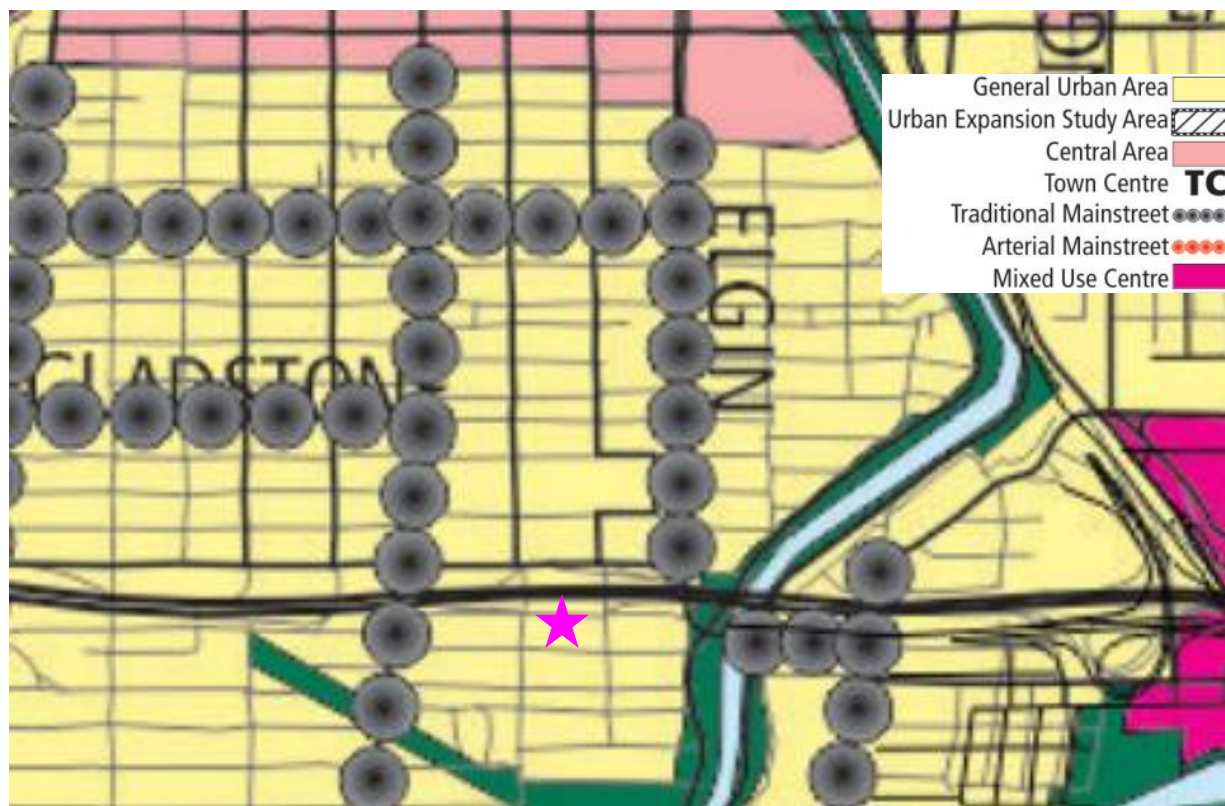 General Urban Area
Urban Expansion Study Area
Central Area
Town Centre TC
Traditional Mainstreet
Arterial Mainstreet
Mixed Use Centre
ELGIN
GLADSTON